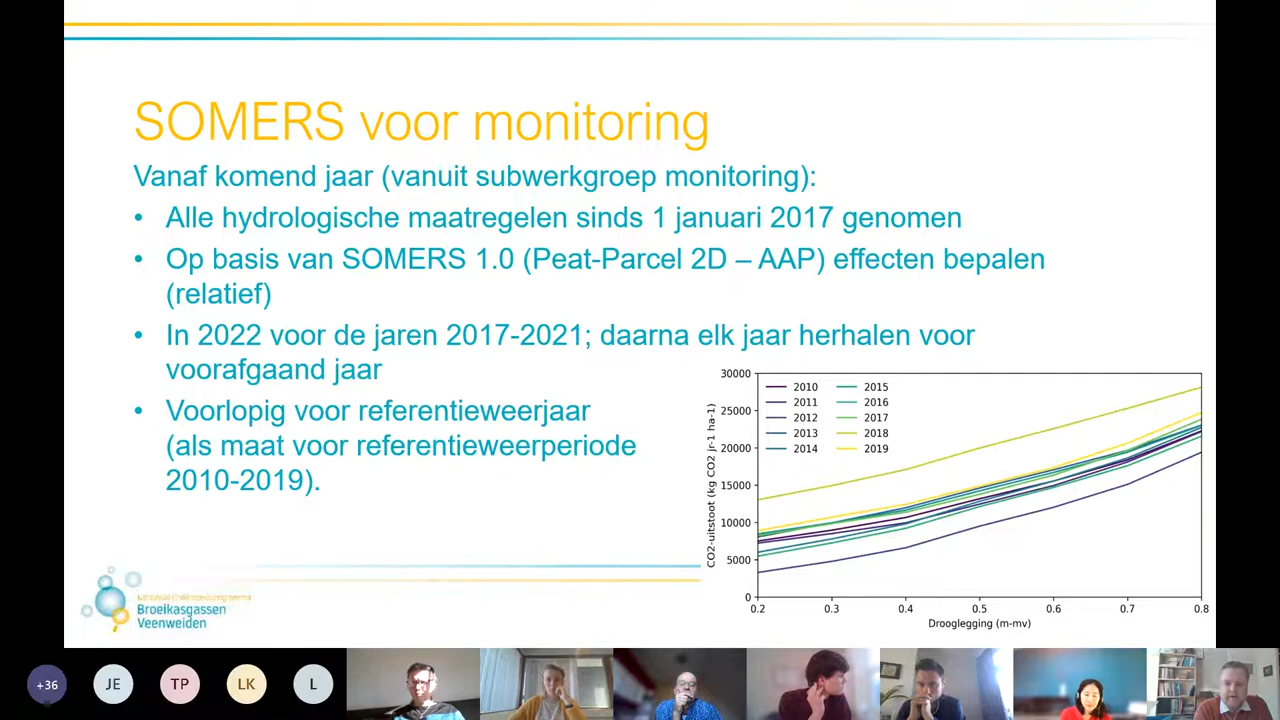 SOMERS voor monitoring
Vanaf komend jaar (vanuit subwerkgroep monitoring):
• Alle hydrologische maatregelen sinds 1 januari 2017 genomen
• Op basis van SOMERS 1.0 (Peat-Parcel 2D – AAP) effecten bepalen
(relatief)
• In 2022 voor de jaren 2017-2021; daarna elk jaar herhalen voor
voorafgaand jaar
• Voorlopig voor referentieweerjaar
(als maat voor referentieweerperiode
2010-2019).
CO2-uitstoot (kg CO2 jr-1 ha-1)
30000
25000
20000
15000
10000
5000
0
2010 2015
2011 2016
2012 2017
2013 2018
2014 2019
0.2 0.3 0.4 0.5 0.6 0.7 0.8
Drooglegging (m-mv)
Broeikasgassen
Veenweiden
+36 JE TP LK L